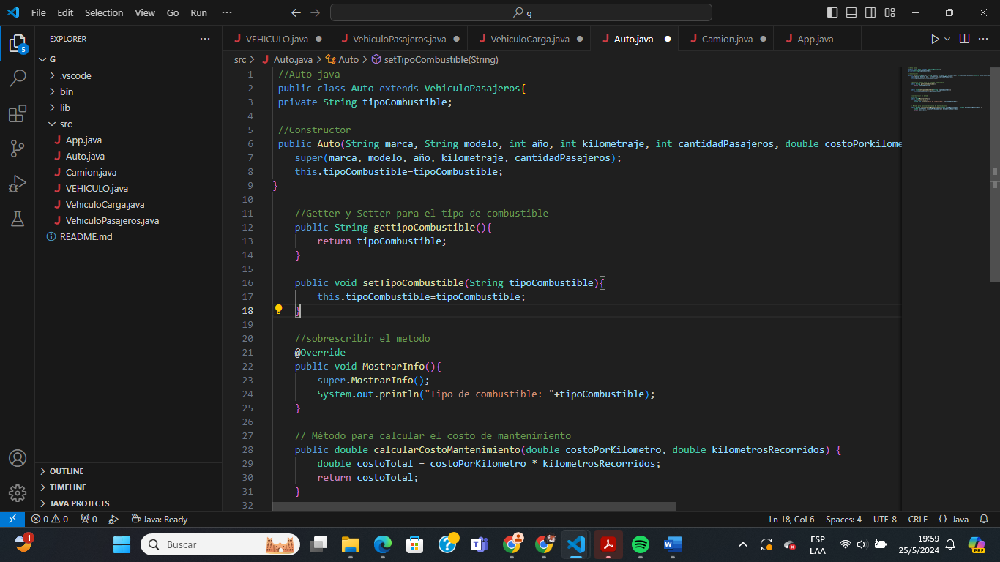 File Edit Selection View Go Run ···
g
EXPLORER ···
VEHICULO.java VehiculoPasajeros.java VehiculoCarga.java Auto.java Camion.java App.java ···
src > Auto.java > Auto > setTipoCombustible(String)
G
.vscode
bin
lib
src
App.java
Auto.java
Camion.java
VEHICULO.java
VehiculoCarga.java
VehiculoPasajeros.java
README.md
OUTLINE
TIMELINE
JAVA PROJECTS
5
1 //Auto java
2 public class Auto extends VehiculoPasajeros{
3 private String tipoCombustible;
4
5 //Constructor
6 public Auto(String marca, String modelo, int año, int kilometraje, int cantidadPasajeros, double costoPorkilome
7 super(marca, modelo, año, kilometraje, cantidadPasajeros);
8 this.tipoCombustible=tipoCombustible;
9 }
10
11 //Getter y Setter para el tipo de combustible
12 public String gettipoCombustible(){
13 return tipoCombustible;
14 }
15
16 public void setTipoCombustible(String tipoCombustible){
17 this.tipoCombustible=tipoCombustible;
18 }
19
20 //sobrescribir el metodo
21 @Override
22 public void MostrarInfo(){
23 super.MostrarInfo();
24 System.out.println("Tipo de combustible: "+tipoCombustible);
25 }
26
27 // Método para calcular el costo de mantenimiento
28 public double calcularCostoMantenimiento(double costoPorKilometro, double kilometrosRecorridos) {
29 double costoTotal = costoPorKilometro * kilometrosRecorridos;
30 return costoTotal;
31 }
32
0 0 0 Java: Ready Ln 18, Col 6 Spaces: 4 UTF-8 CRLF {} Java
1 Buscar ESP LAA 19:59 25/5/2024 PRE